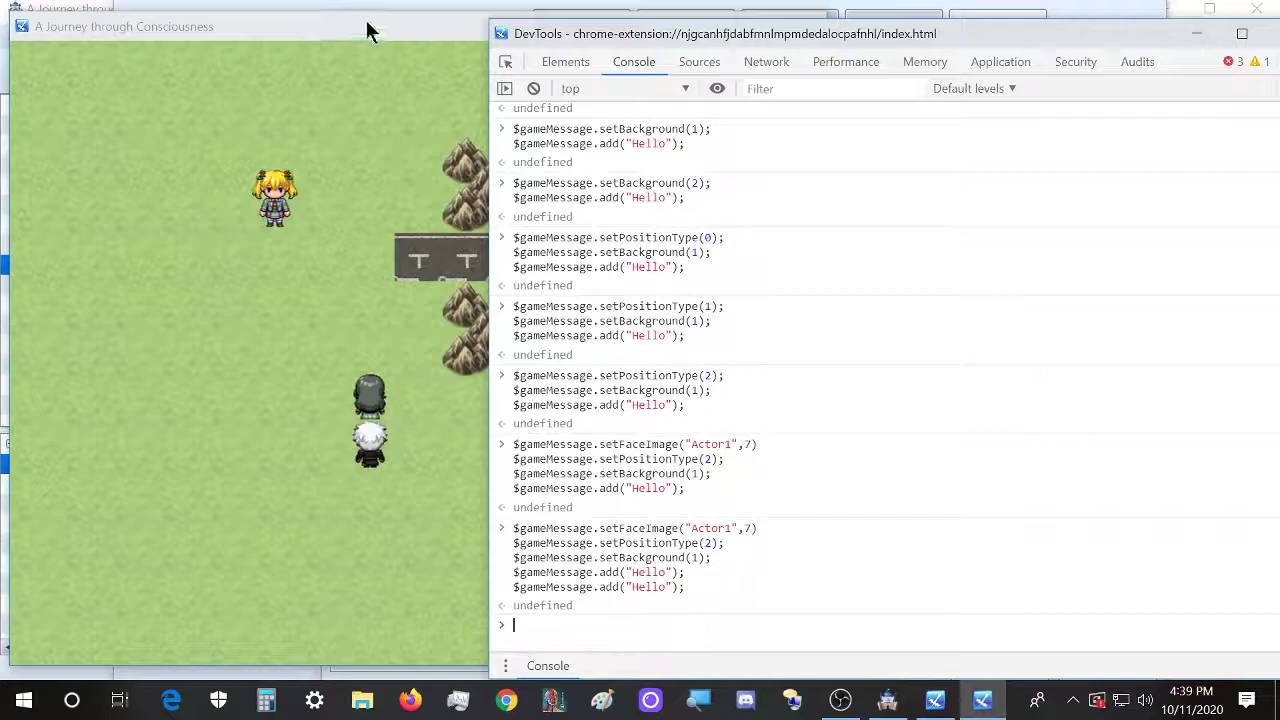 A Journey through Consciousness
DevTools - chrome-extension://njgcanhfjdabfmnlmpmnedalocpafnhl/index.html
Elements Console Sources Network Performance Memory Application Security Audits 3 1
top Filter Default levels
undefined
> $gameMessage.setBackground(1);
$gameMessage.add("Hello");
undefined
> $gameMessage.setBackground(2);
$gameMessage.add("Hello");
undefined
> $gameMessage.setPositionType(0);
$gameMessage.setBackground(1);
$gameMessage.add("Hello");
undefined
> $gameMessage.setPositionType(1);
$gameMessage.setBackground(1);
$gameMessage.add("Hello");
undefined
> $gameMessage.setPositionType(2);
$gameMessage.setBackground(1);
$gameMessage.add("Hello");
undefined
> $gameMessage.setFaceImage("Actor1",7)
$gameMessage.setPositionType(2);
$gameMessage.setBackground(1);
$gameMessage.add("Hello");
undefined
> $gameMessage.setFaceImage("Actor1",7)
$gameMessage.setPositionType(2);
$gameMessage.setBackground(1);
$gameMessage.add("Hello");
$gameMessage.add("Hello");
undefined
>
Console
4:39 PM
10/11/2020